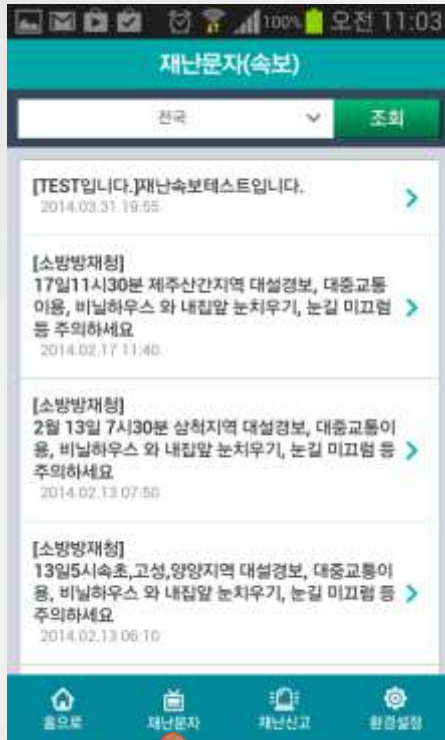 100% 오전 11:03
재난문자(속보)
전국
조회
[TEST입니다.]재난속보테스트입니다.
2014.03.31 19:55
[소방방재청]
17일11시30분 제주산간지역 대설경보, 대중교통
이용, 비닐하우스 와 내집앞 눈치우기, 눈길 미끄럼
등 주의하세요
2014.02.17 11:40
[소방방재청]
2월 13일 7시30분 삼척지역 대설경보, 대중교통이
용, 비닐하우스 와 내집앞 눈치우기, 눈길 미끄럼 등
주의하세요
2014.02.13 07:50
[소방방재청]
13일5시속초,고성,양양지역 대설경보, 대중교통이
용, 비닐하우스 와 내집앞 눈치우기, 눈길 미끄럼 등
주의하세요
2014.02.13 06:10
홈으로
재난문자
재난신고
환경설정